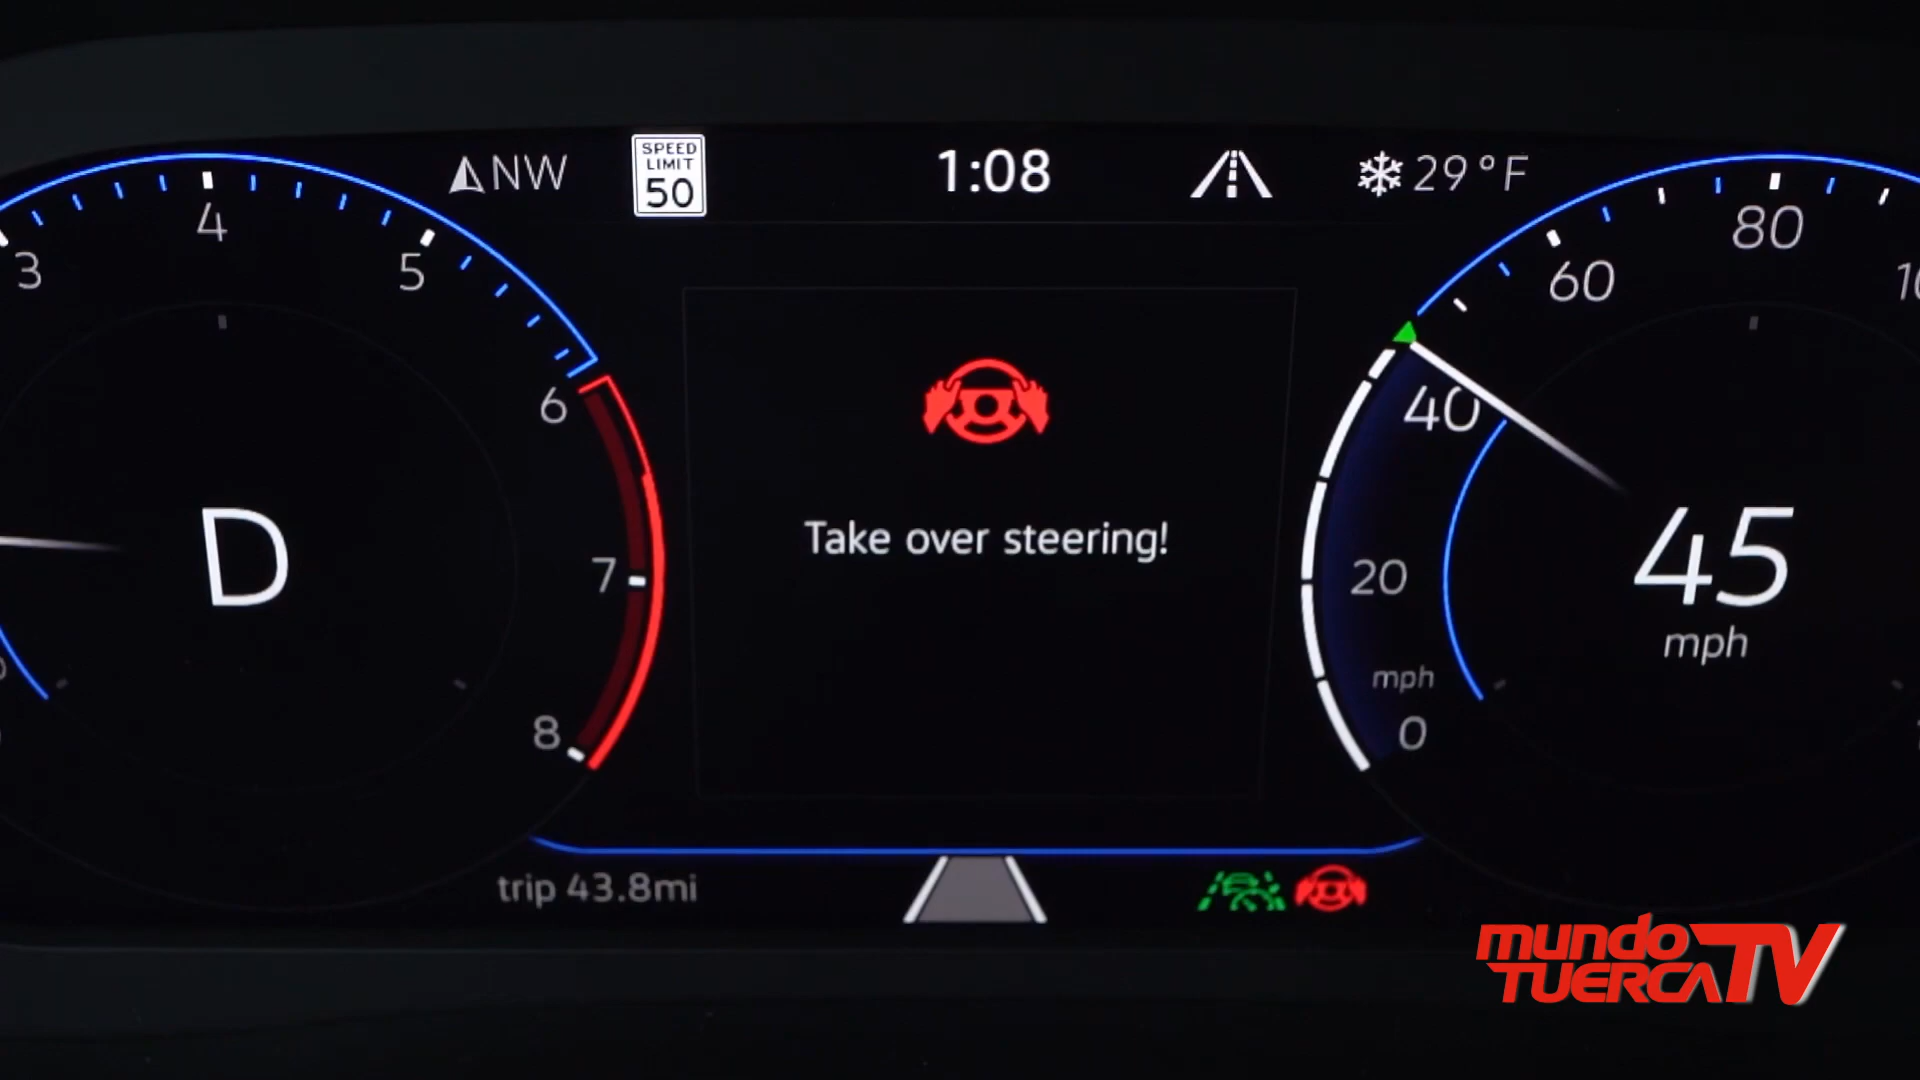 NW
SPEED
LIMIT
50
1:08
29°F
3
4
5
6
7
8
D
Take over steering!
80
60
40
20
mph
0
45
mph
trip 43.8mi
mundo
TUERCA TV